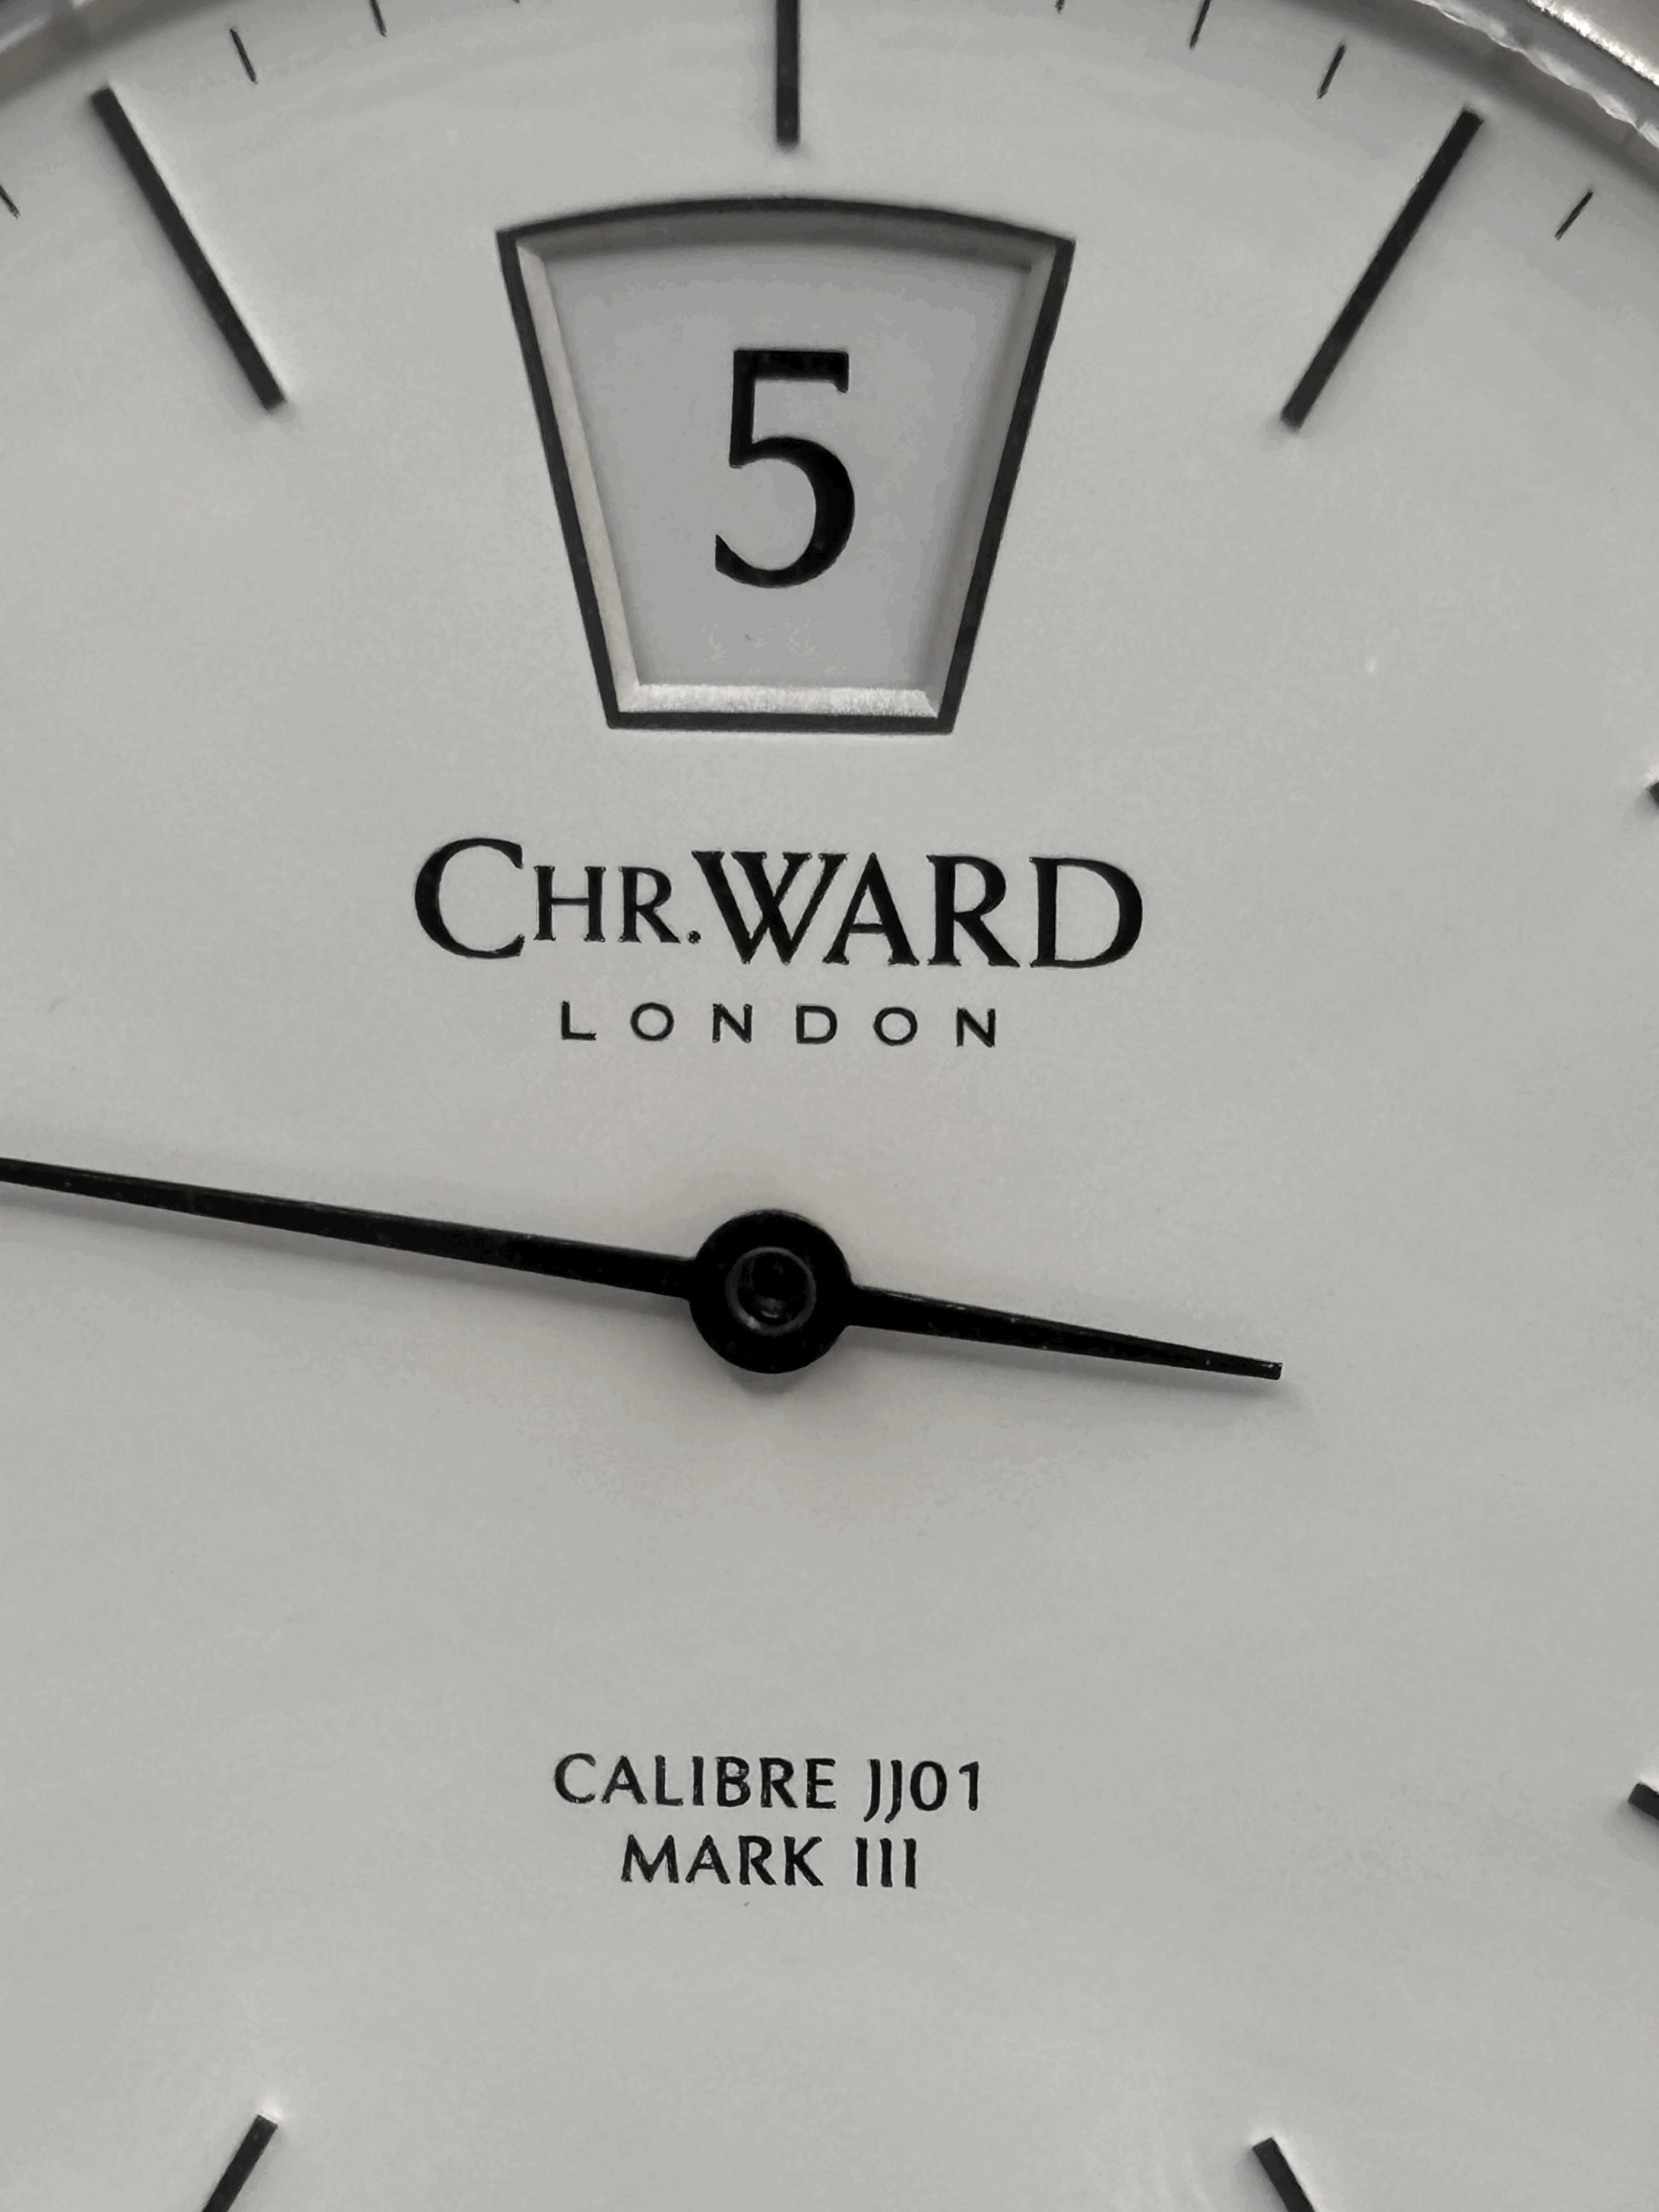 5
CHR.WARD
LONDON
CALIBRE JJ01
MARK III